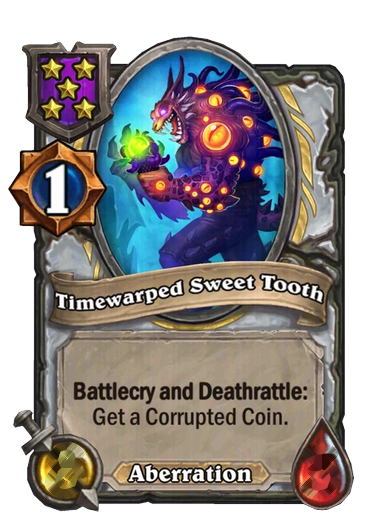 1
Timewarped Sweet Tooth
Battlecry and Deathrattle:
Get a Corrupted Coin.
Aberration